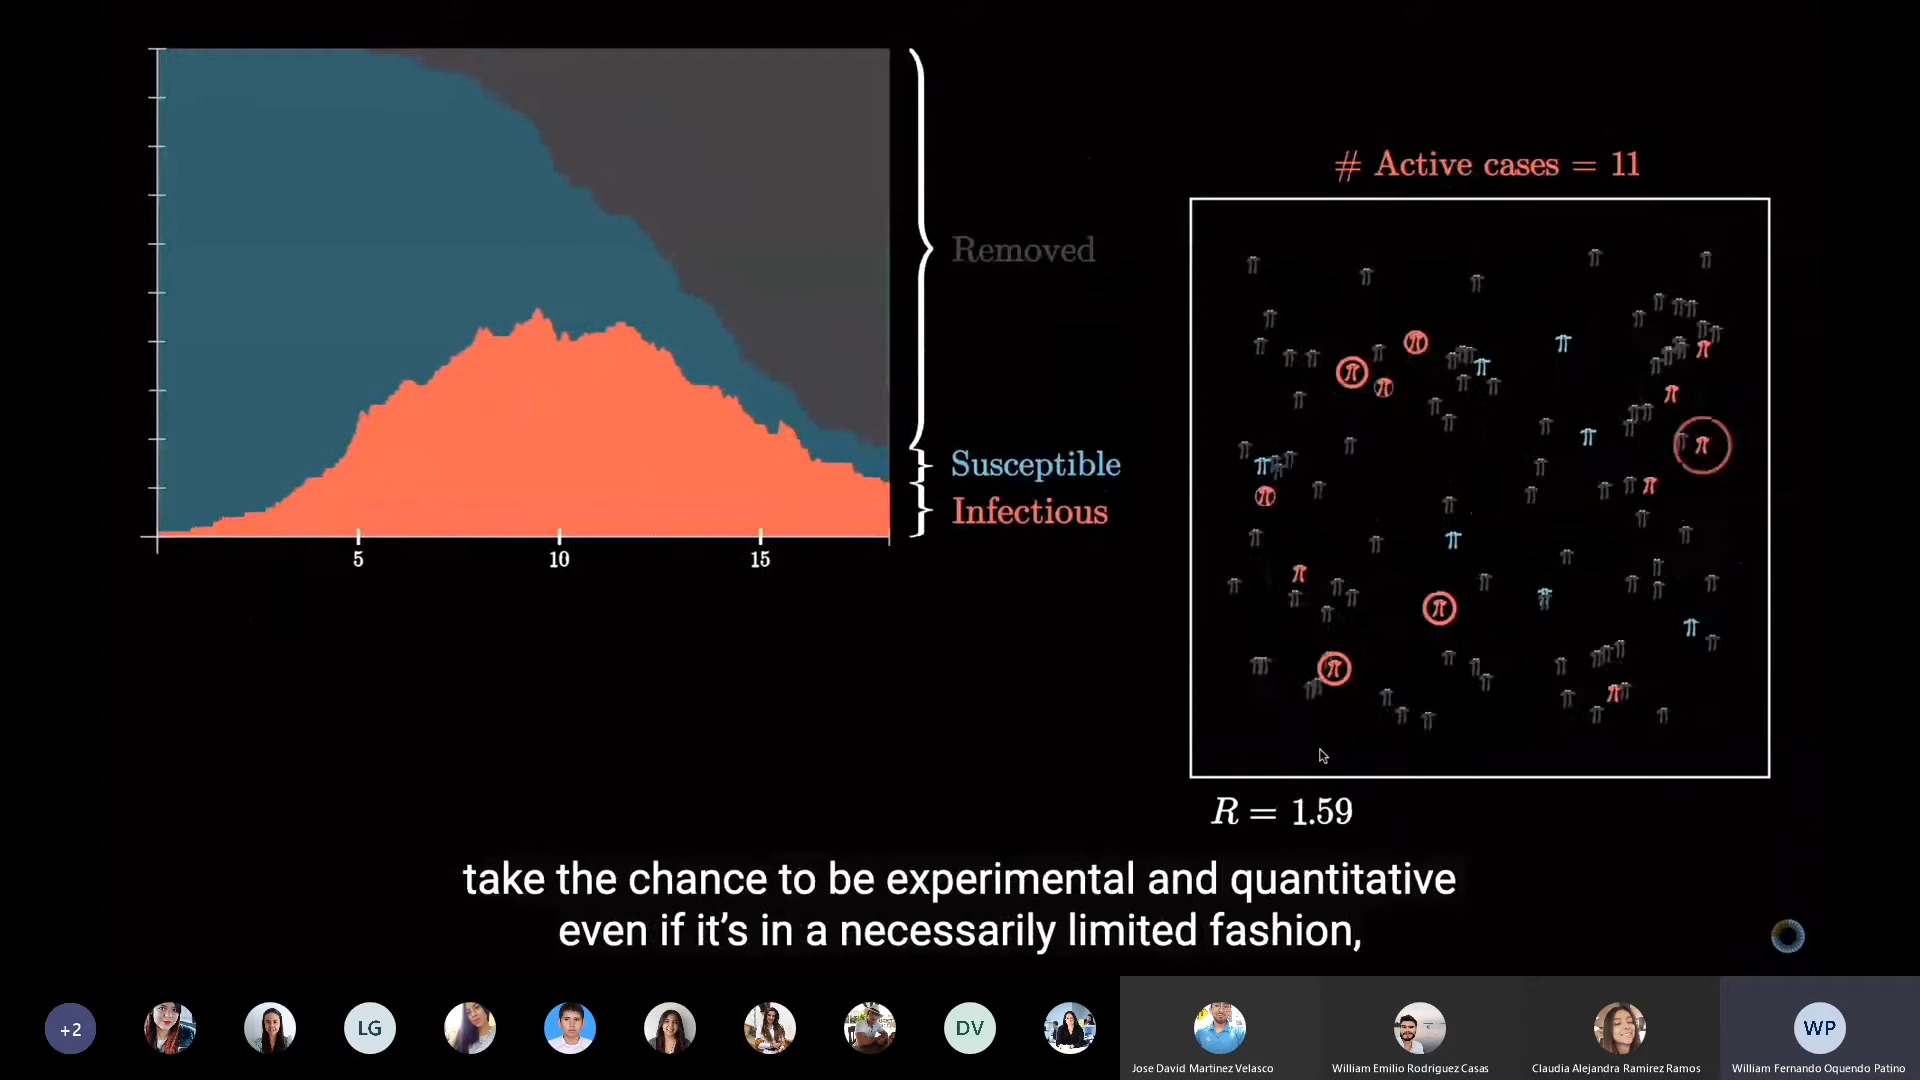 # Active cases = 11
Removed
Susceptible
Infectious
5 10 15
R = 1.59
take the chance to be experimental and quantitative
even if it's in a necessarily limited fashion,
+2
LG
DV
WP
Jose David Martinez Velasco
William Emilio Rodriguez Casas
Claudia Alejandra Ramirez Ramos
William Fernando Oquendo Patino